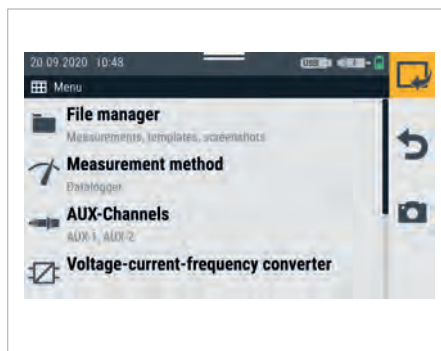 20.09.2020 10:48
USB
Menu
File manager
Measurements, templates, screenshots
Measurement method
Datalogger
AUX-Channels
AUX-1, AUX-2
Voltage-current-frequency converter